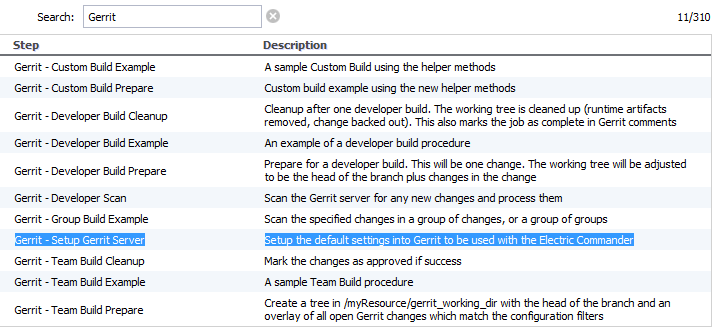 Search: Gerrit 11/310
Step Description
Gerrit - Custom Build Example A sample Custom Build using the helper methods
Gerrit - Custom Build Prepare Custom build example using the new helper methods
Gerrit - Developer Build Cleanup Cleanup after one developer build. The working tree is cleaned up (runtime artifacts
removed, change backed out). This also marks the job as complete in Gerrit comments
Gerrit - Developer Build Example An example of a developer build procedure
Gerrit - Developer Build Prepare Prepare for a developer build. This will be one change. The working tree will be adjusted
to be the head of the branch plus changes in the change
Gerrit - Developer Scan Scan the Gerrit server for any new changes and process them
Gerrit - Group Build Example Scan the specified changes in a group of changes, or a group of groups
Gerrit - Setup Gerrit Server Setup the default settings into Gerrit to be used with the Electric Commander
Gerrit - Team Build Cleanup Mark the changes as approved if success
Gerrit - Team Build Example A sample Team Build procedure
Gerrit - Team Build Prepare Create a tree in /myResource/gerrit_working_dir with the head of the branch and an
overlay of all open Gerrit changes which match the configuration filters